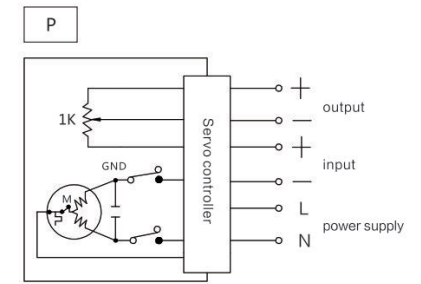 P
+
output
1K
—
+
GND
input
—
M
L
power supply
N
Servo controller